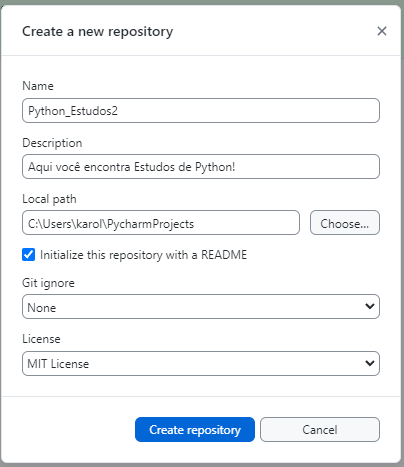 Create a new repository
Name
Python_Estudos2
Description
Aqui você encontra Estudos de Python!
Local path
C:\Users\karol\PycharmProjects
Choose...
Initialize this repository with a README
Git ignore
None
License
MIT License
Create repository
Cancel